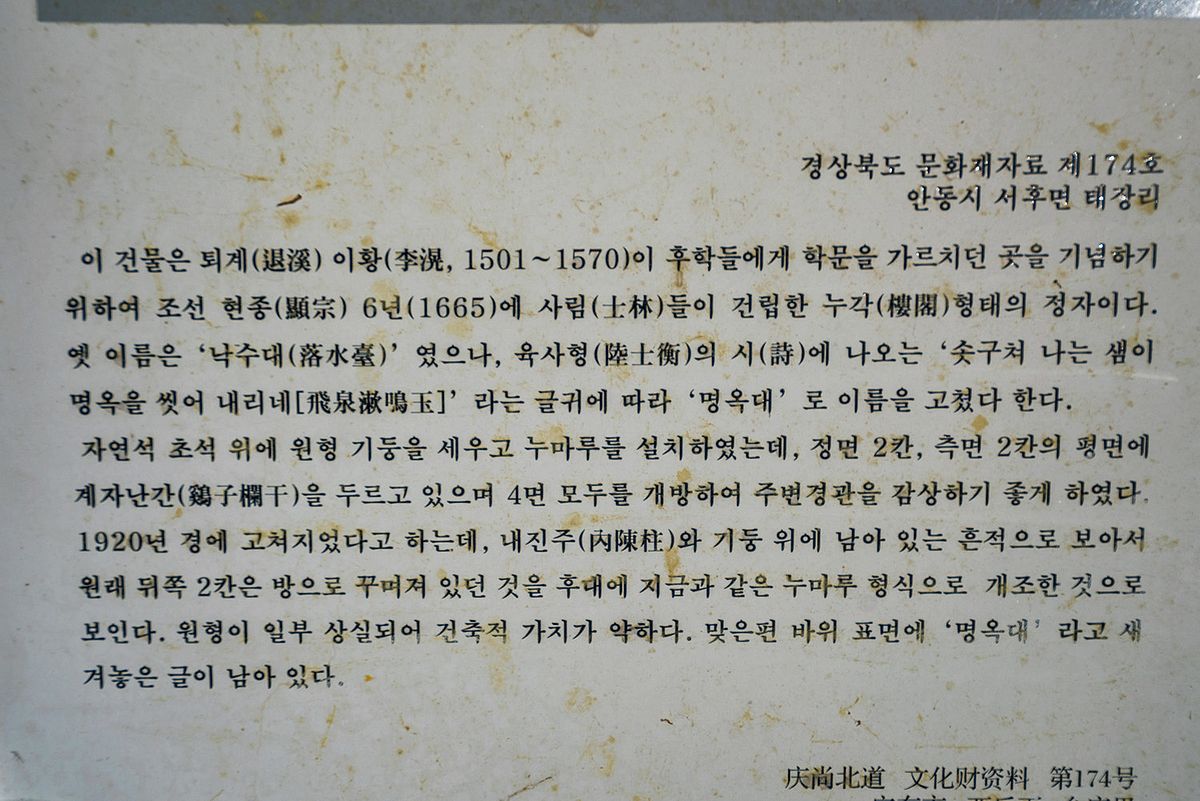 경상북도 문화재자료 제174호
안동시 서후면 태장리
이 건물은 퇴계(退溪) 이황(李滉, 1501~1570)이 후학들에게 학문을 가르치던 곳을 기념하기
위하여 조선 현종(顯宗) 6년(1665)에 사림(士林)들이 건립한 누각(樓閣)형태의 정자이다.
옛 이름은 ‘낙수대(落水臺)’ 였으나, 육사형(陸士衡)의 시(詩)에 나오는 ‘솟구쳐 나는 샘이
명옥을 씻어 내리네[飛泉漱鳴玉]’ 라는 글귀에 따라 ‘명옥대’ 로 이름을 고쳤다 한다.
자연석 초석 위에 원형 기둥을 세우고 누마루를 설치하였는데, 정면 2칸, 측면 2칸의 평면에
계자난간(鷄子欄干)을 두르고 있으며 4면 모두를 개방하여 주변경관을 감상하기 좋게 하였다.
1920년 경에 고쳐지었다고 하는데, 내진주(內陳柱)와 기둥 위에 남아 있는 흔적으로 보아서
원래 뒤쪽 2칸은 방으로 꾸며져 있던 것을 후대에 지금과 같은 누마루 형식으로 개조한 것으로
보인다. 원형이 일부 상실되어 건축적 가치가 약하다. 맞은편 바위 표면에 ‘명옥대’ 라고 새
겨놓은 글이 남아 있다.
庆尚北道 文化财资料 第174号